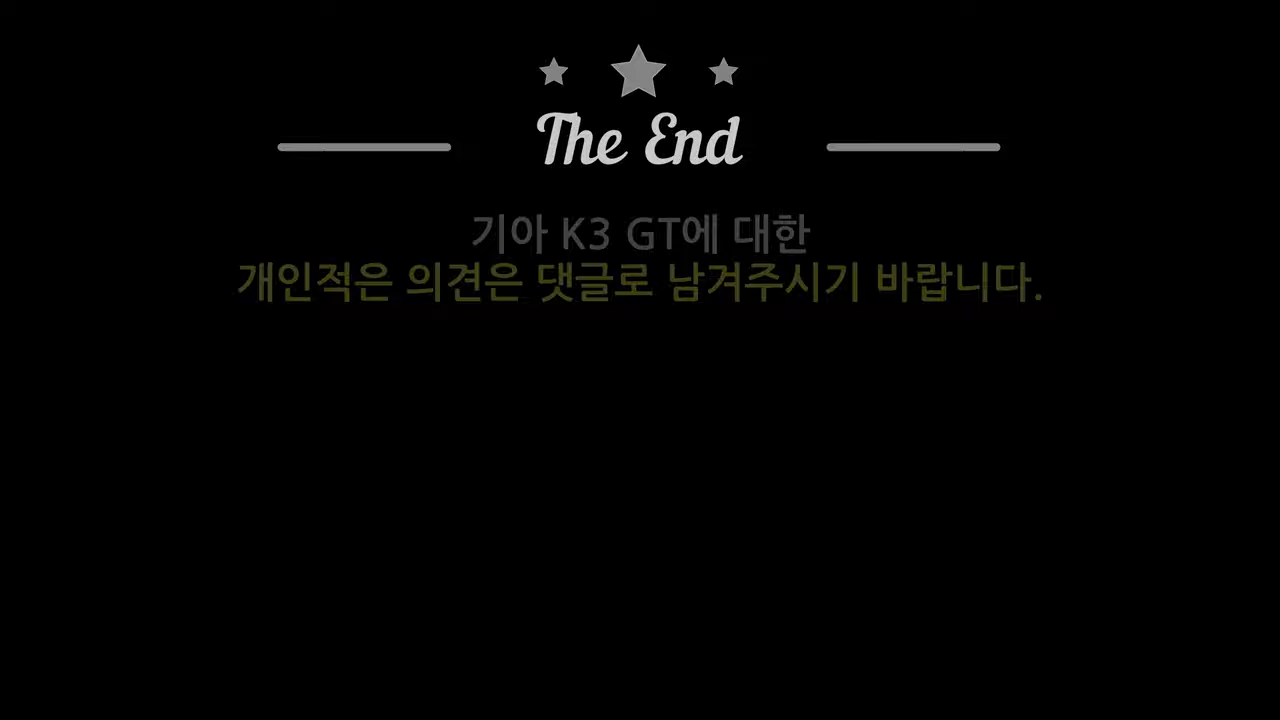 The End
기아 K3 GT에 대한
개인적은 의견은 댓글로 남겨주시기 바랍니다.